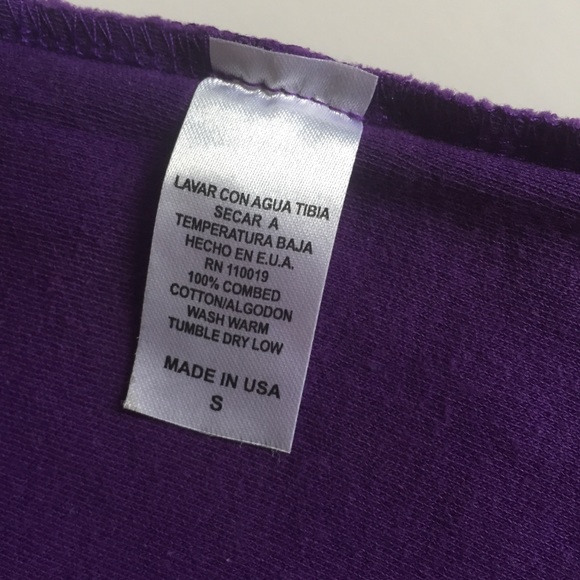 LAVAR CON AGUA TIBIA
SECAR A
TEMPERATURA BAJA
HECHO EN E.U.A.
RN 110019
100% COMBED
COTTON/ALGODON
WASH WARM
TUMBLE DRY LOW
MADE IN USA
S